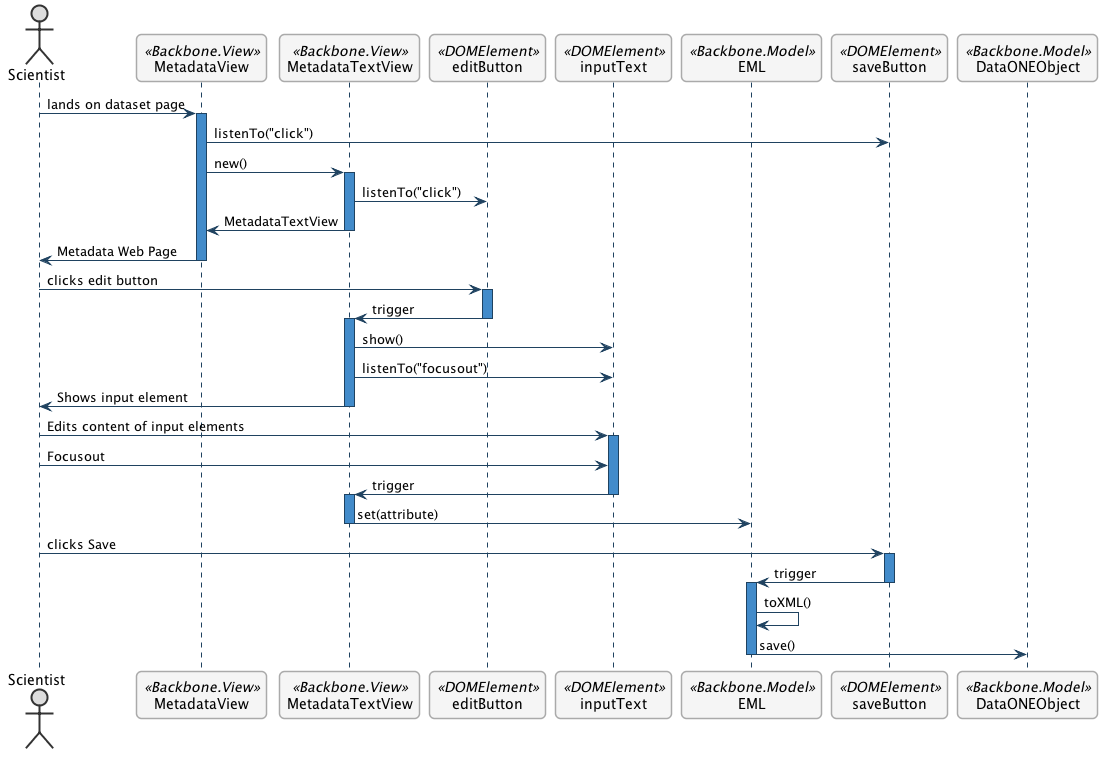 Scientist
«Backbone.View»
MetadataView
«Backbone.View»
MetadataTextView
«DOMElement»
editButton
«DOMElement»
inputText
«Backbone.Model»
EML
«DOMElement»
saveButton
«Backbone.Model»
DataONEObject
lands on dataset page
listenTo("click")
new()
listenTo("click")
MetadataTextView
Metadata Web Page
clicks edit button
trigger
show()
listenTo("focusout")
Shows input element
Edits content of input elements
Focusout
trigger
set(attribute)
clicks Save
trigger
toXML()
save()
Scientist
«Backbone.View»
MetadataView
«Backbone.View»
MetadataTextView
«DOMElement»
editButton
«DOMElement»
inputText
«Backbone.Model»
EML
«DOMElement»
saveButton
«Backbone.Model»
DataONEObject